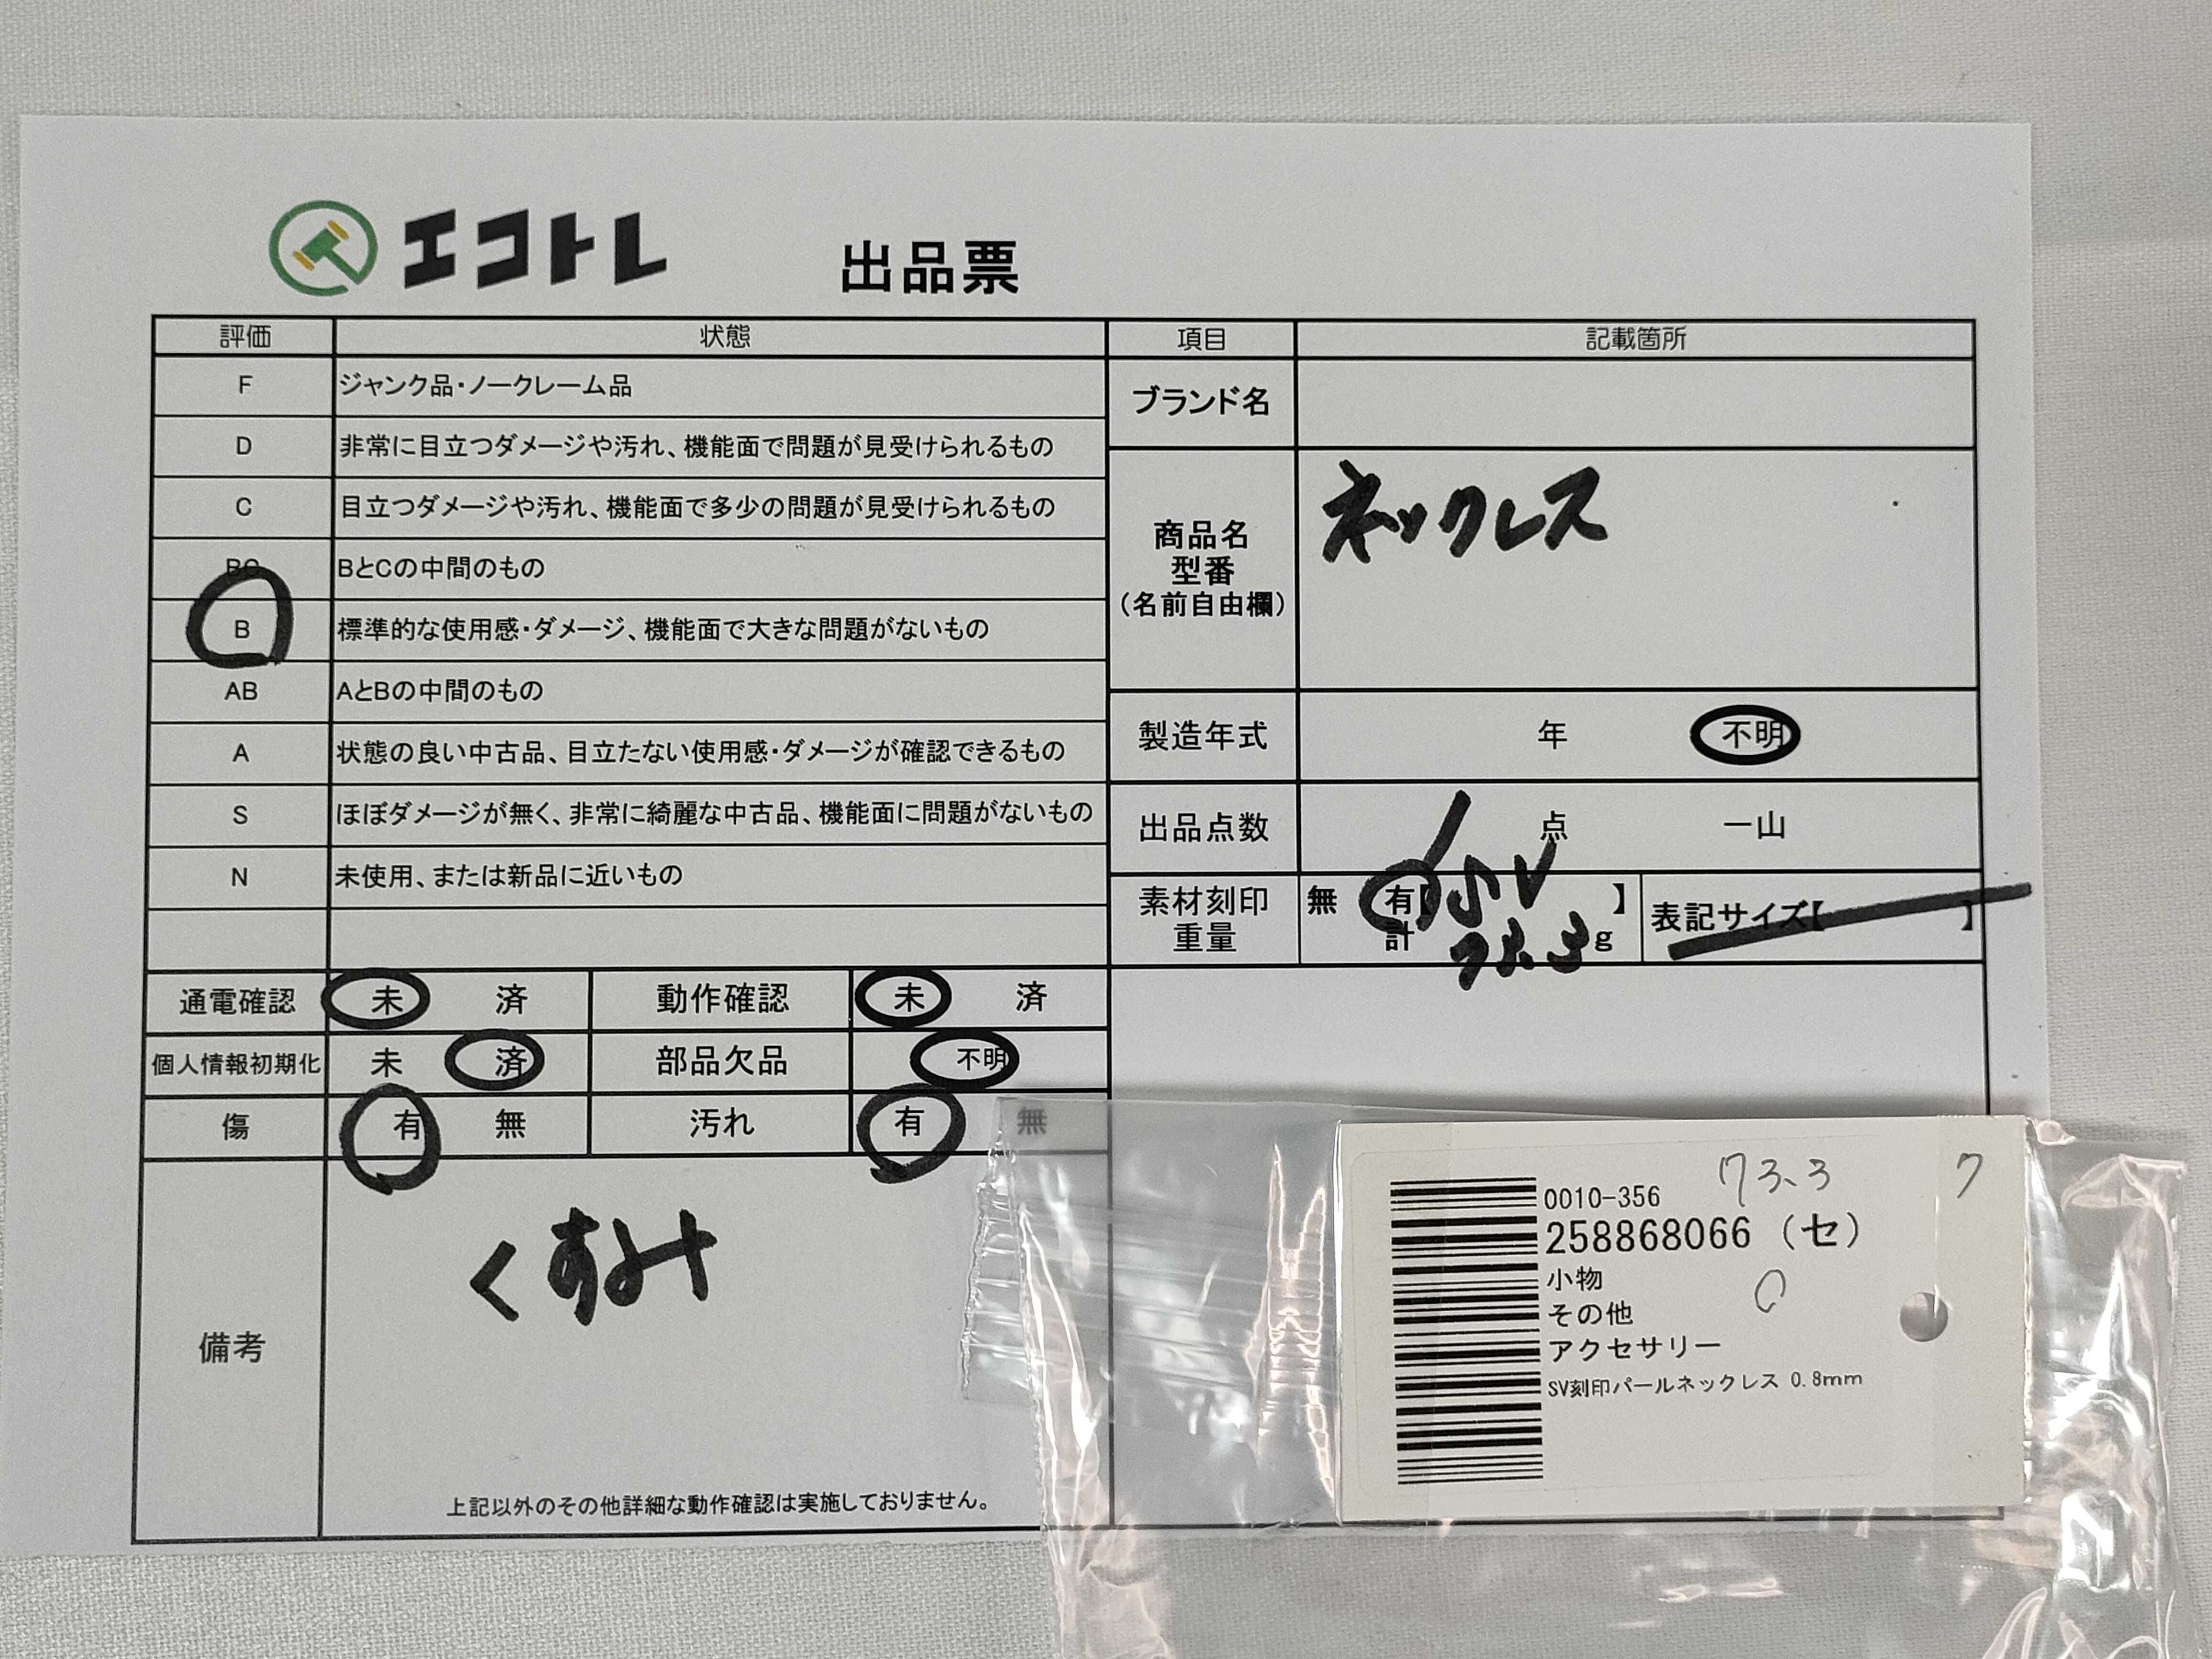 エコトレ 出品票
評価 状態 項目 記載箇所
F ジャンク品・ノークレーム品
D 非常に目立つダメージや汚れ、機能面で問題が見受けられるもの
C 目立つダメージや汚れ、機能面で多少の問題が見受けられるもの
BC BとCの中間のもの
B 標準的な使用感・ダメージ、機能面で大きな問題がないもの
AB AとBの中間のもの
A 状態の良い中古品、目立たない使用感・ダメージが確認できるもの
S ほぼダメージが無く、非常に綺麗な中古品、機能面に問題がないもの
N 未使用、または新品に近いもの
ブランド名
商品名
型番
(名前自由欄)
ネックレス
製造年式 年 不明
出品点数 1 点 一山
素材刻印 無 有【SV】 表記サイズ【 】
重量 計 73.3 g
通電確認 未 済 動作確認 未 済
個人情報初期化 未 済 部品欠品 不明
傷 有 無 汚れ 有 無
備考
くすみ
上記以外のその他詳細な動作確認は実施しておりません。
73.3 ク
0010-356
258868066 (セ)
小物
その他
アクセサリー
SV刻印パールネックレス 0.8mm